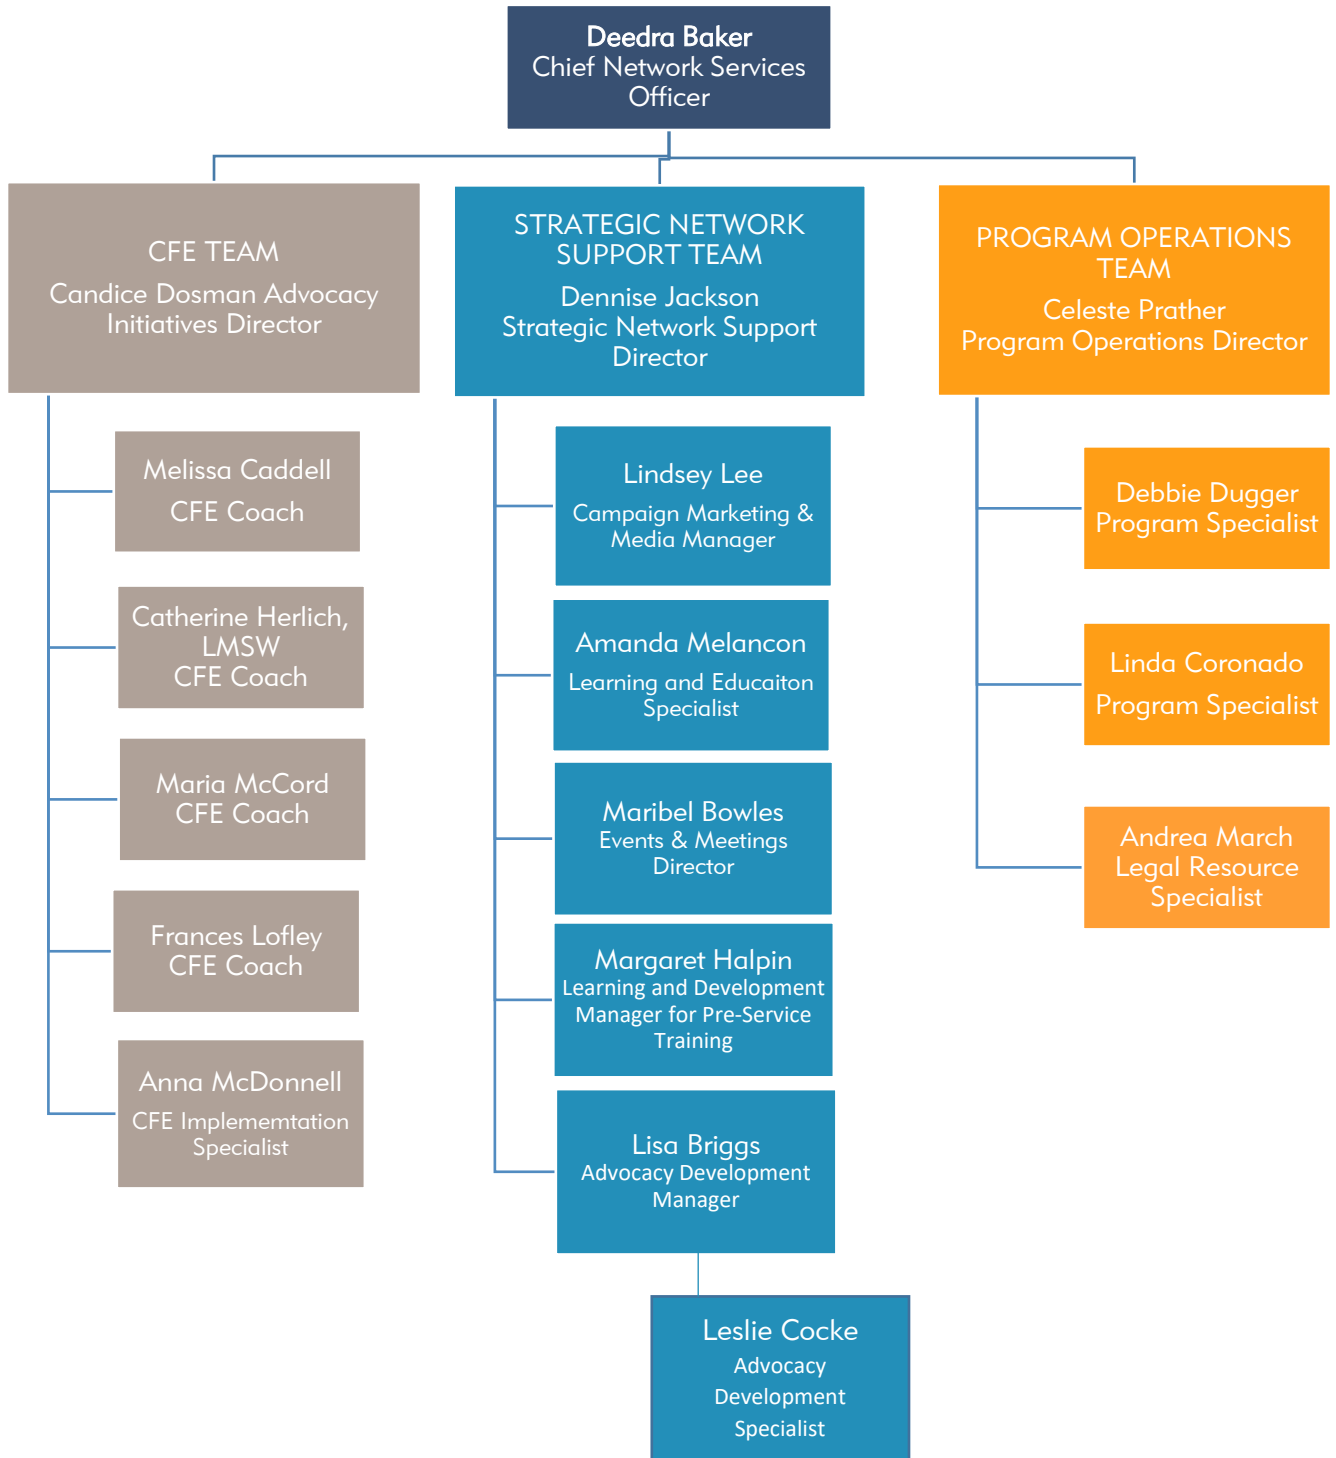 Deedra Baker
Chief Network Services
Officer
CFE TEAM
Candice Dosman Advocacy
Initiatives Director
Melissa Caddell
CFE Coach
Catherine Herlich,
LMSW
CFE Coach
Maria McCord
CFE Coach
Frances Lofley
CFE Coach
Anna McDonnell
CFE Implememtation
Specialist
STRATEGIC NETWORK
SUPPORT TEAM
Dennise Jackson
Strategic Network Support
Director
Lindsey Lee
Campaign Marketing &
Media Manager
Amanda Melancon
Learning and Educaiton
Specialist
Maribel Bowles
Events & Meetings
Director
Margaret Halpin
Learning and Development
Manager for Pre-Service
Training
Lisa Briggs
Advocacy Development
Manager
Leslie Cocke
Advocacy
Development
Specialist
PROGRAM OPERATIONS
TEAM
Celeste Prather
Program Operations Director
Debbie Dugger
Program Specialist
Linda Coronado
Program Specialist
Andrea March
Legal Resource
Specialist